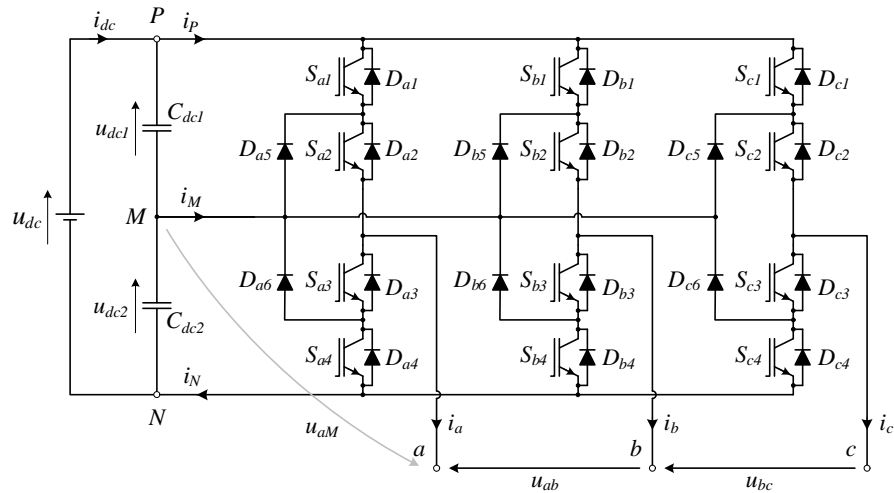 i_dc P i_P
S_a1 D_a1 S_b1 D_b1 S_c1 D_c1
u_dc1 C_dc1
D_a5 S_a2 D_a2 D_b5 S_b2 D_b2 D_c5 S_c2 D_c2
i_M
u_dc M
D_a6 S_a3 D_a3 D_b6 S_b3 D_b3 D_c6 S_c3 D_c3
u_dc2 C_dc2
S_a4 D_a4 S_b4 D_b4 S_c4 D_c4
i_N
N
u_aM i_a i_b i_c
a b c
u_ab u_bc